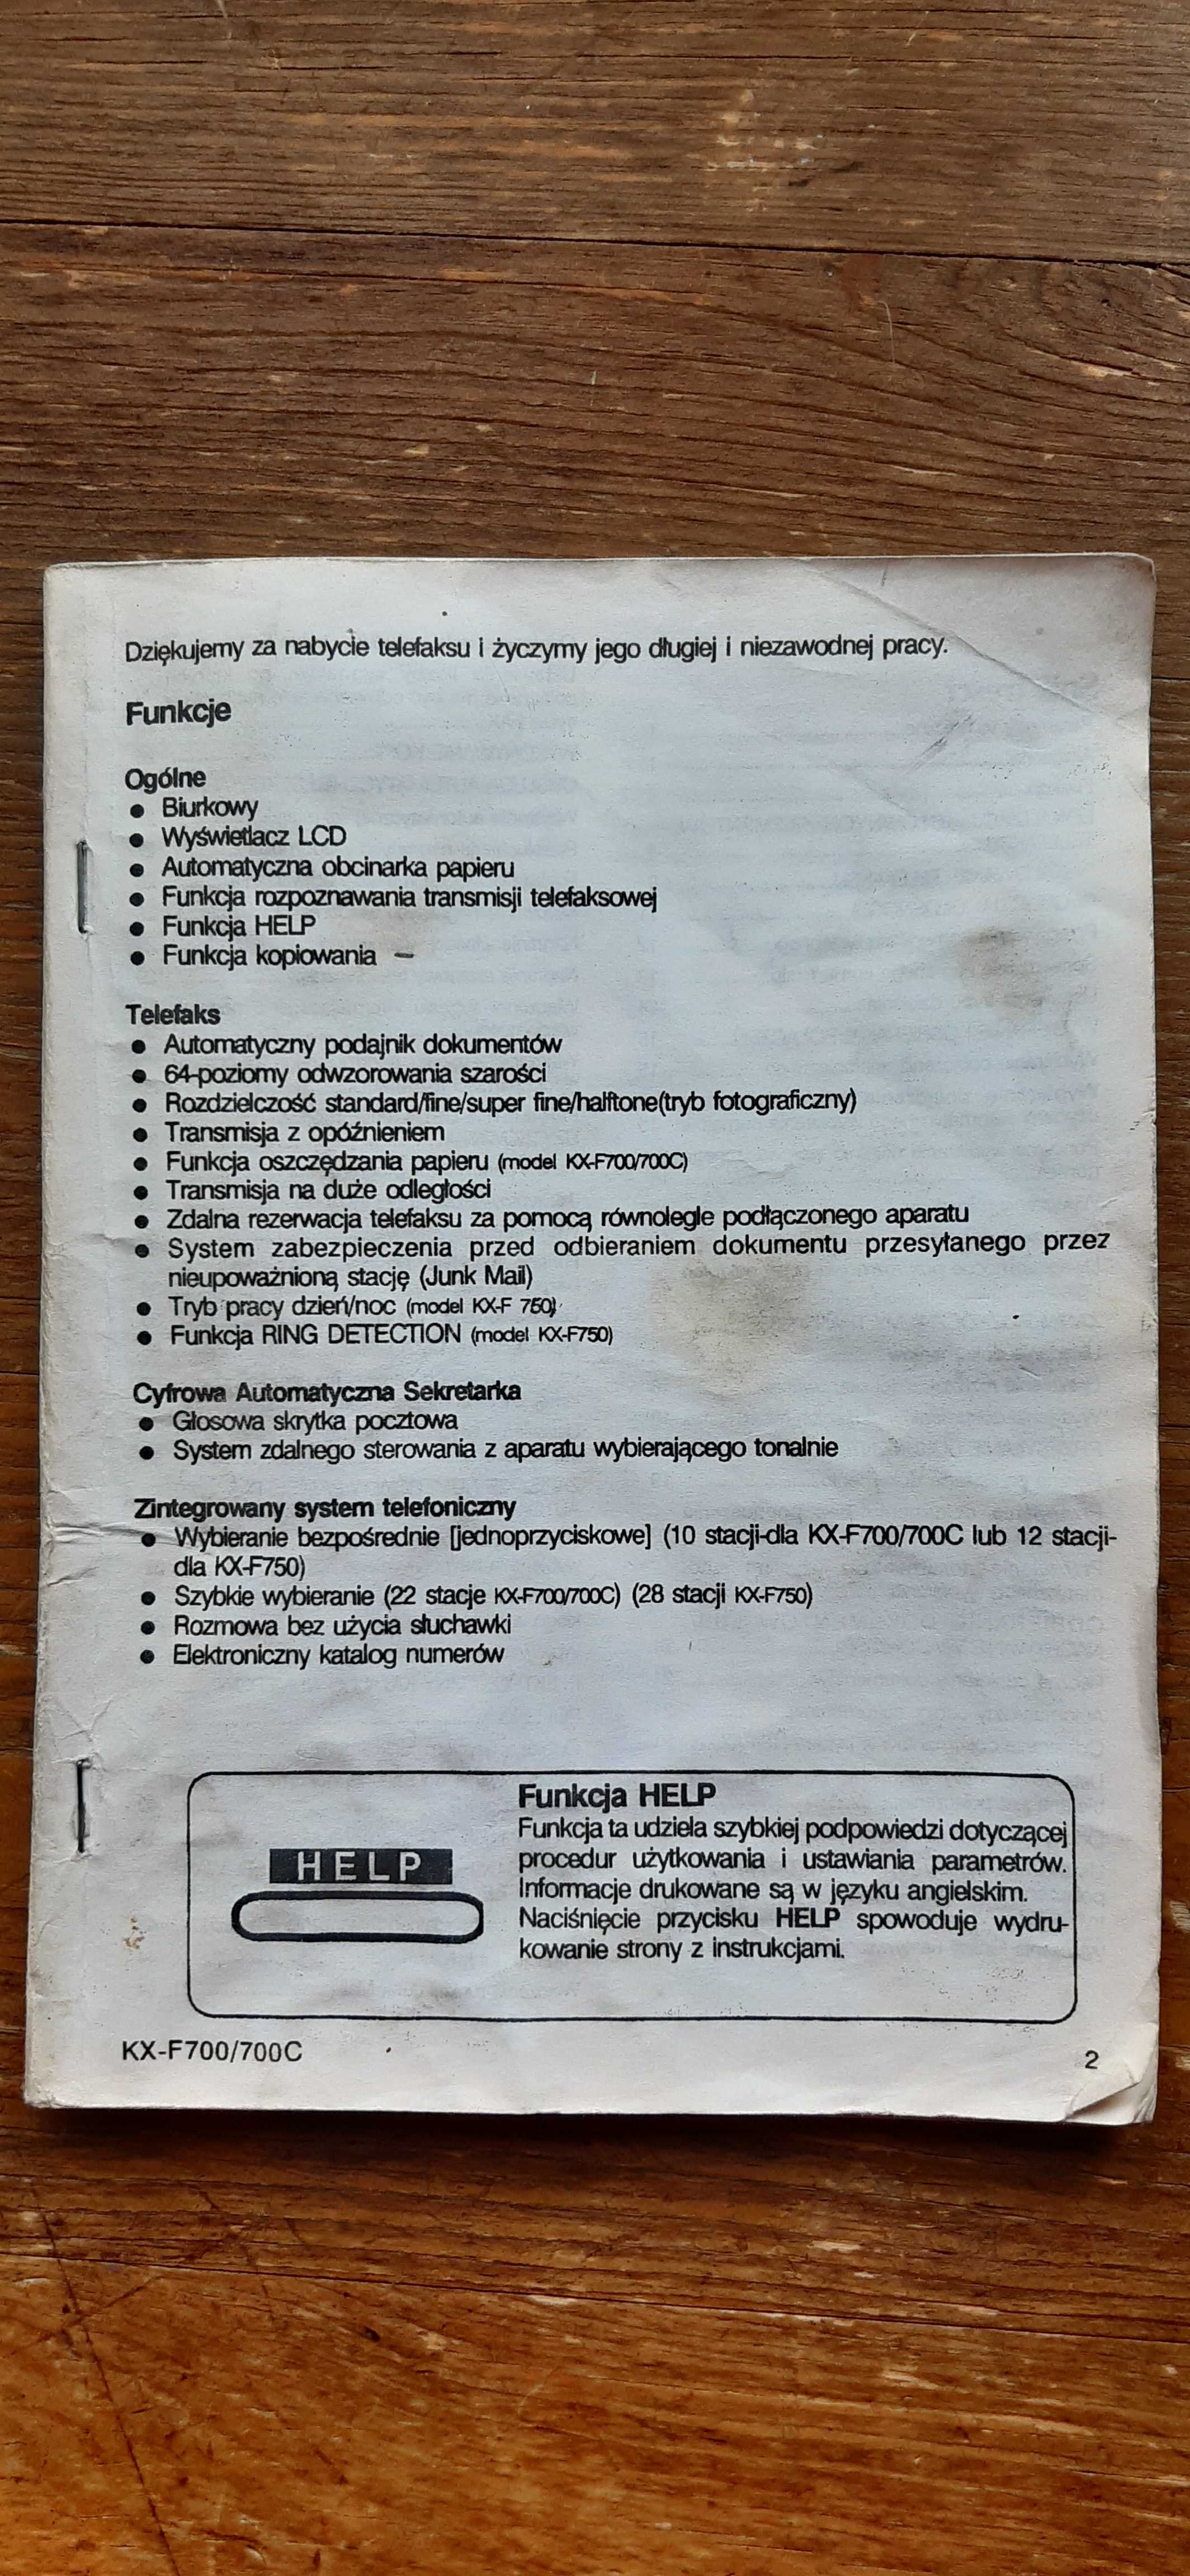 Dziękujemy za nabycie telefaksu i życzymy jego długiej i niezawodnej pracy.
Funkcje
Ogólne
● Biurkowy
● Wyświetlacz LCD
● Automatyczna obcinarka papieru
● Funkcja rozpoznawania transmisji telefaksowej
● Funkcja HELP
● Funkcja kopiowania –
Telefaks
● Automatyczny podajnik dokumentów
● 64-poziomy odwzorowania szarości
● Rozdzielczość standard/fine/super fine/halftone(tryb fotograficzny)
● Transmisja z opóźnieniem
● Funkcja oszczędzania papieru (model KX-F700/700C)
● Transmisja na duże odległości
● Zdalna rezerwacja telefaksu za pomocą równolegle podłączonego aparatu
● System zabezpieczenia przed odbieraniem dokumentu przesyłanego przez
nieupoważnioną stację (Junk Mail)
● Tryb pracy dzień/noc (model KX-F 750)
● Funkcja RING DETECTION (model KX-F750)
Cyfrowa Automatyczna Sekretarka
● Głosowa skrytka pocztowa
● System zdalnego sterowania z aparatu wybierającego tonalnie
Zintegrowany system telefoniczny
● Wybieranie bezpośrednie [jednoprzyciskowe] (10 stacji-dla KX-F700/700C lub 12 stacji-
dla KX-F750)
● Szybkie wybieranie (22 stacje KX-F700/700C) (28 stacji KX-F750)
● Rozmowa bez użycia słuchawki
● Elektroniczny katalog numerów
HELP
Funkcja HELP
Funkcja ta udziela szybkiej podpowiedzi dotyczącej
procedur użytkowania i ustawiania parametrów.
Informacje drukowane są w języku angielskim.
Naciśnięcie przycisku HELP spowoduje wydru-
kowanie strony z instrukcjami.
KX-F700/700C
2